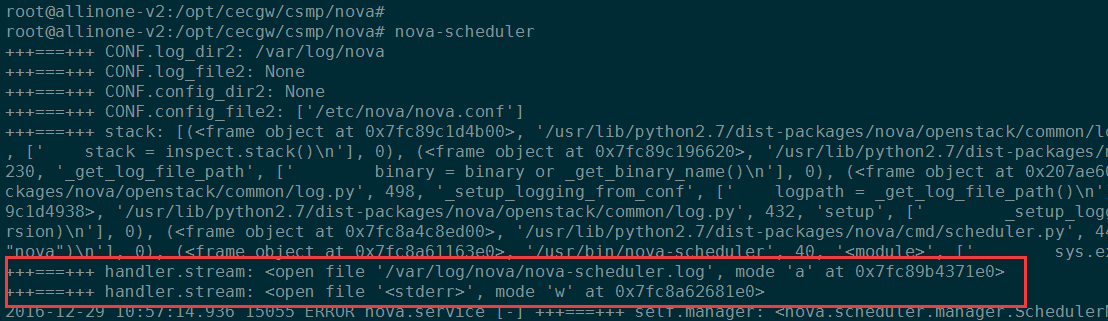 root@allinone-v2:/opt/cecgw/csmp/nova#
root@allinone-v2:/opt/cecgw/csmp/nova# nova-scheduler
+++===+++ CONF.log_dir2: /var/log/nova
+++===+++ CONF.log_file2: None
+++===+++ CONF.config_dir2: None
+++===+++ CONF.config_file2: ['/etc/nova/nova.conf']
+++===+++ stack: [(<frame object at 0x7fc89c1d4b00>, '/usr/lib/python2.7/dist-packages/nova/openstack/common/lo
, ['    stack = inspect.stack()\n'], 0), (<frame object at 0x7fc89c196620>, '/usr/lib/python2.7/dist-packages/n
230, '_get_log_file_path', ['        binary = binary or _get_binary_name()\n'], 0), (<frame object at 0x207ae60
ckages/nova/openstack/common/log.py', 498, '_setup_logging_from_conf', ['    logpath = _get_log_file_path()\n'
9c1d4938>, '/usr/lib/python2.7/dist-packages/nova/openstack/common/log.py', 432, 'setup', ['        _setup_logg
rsion)\n'], 0), (<frame object at 0x7fc8a4c8ed00>, '/usr/lib/python2.7/dist-packages/nova/cmd/scheduler.py', 44
"nova")\n'], 0), (<frame object at 0x7fc8a61163e0>, '/usr/bin/nova-scheduler', 40, '<module>', ['    sys.ex
+++===+++ handler.stream: <open file '/var/log/nova/nova-scheduler.log', mode 'a' at 0x7fc89b4371e0>
+++===+++ handler.stream: <open file '<stderr>', mode 'w' at 0x7fc8a62681e0>
2016-12-29 10:57:14.936 15055 ERROR nova.service [-] +++===+++ self.manager: <nova.scheduler.manager.SchedulerM